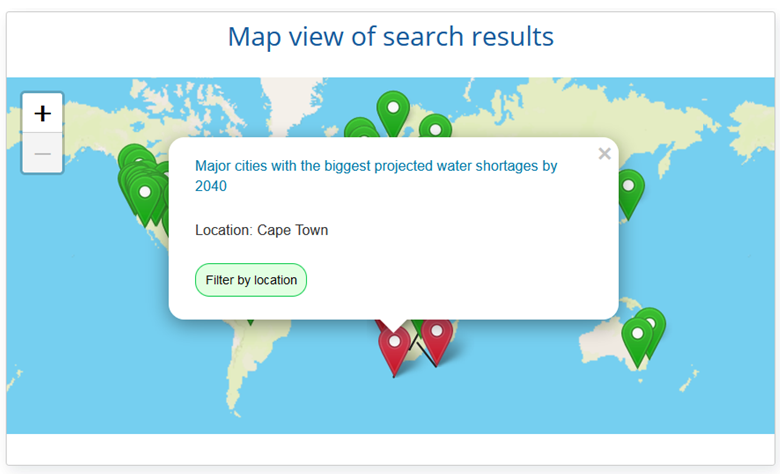 Map view of search results
+
−
×
Major cities with the biggest projected water shortages by
2040
Location: Cape Town
Filter by location